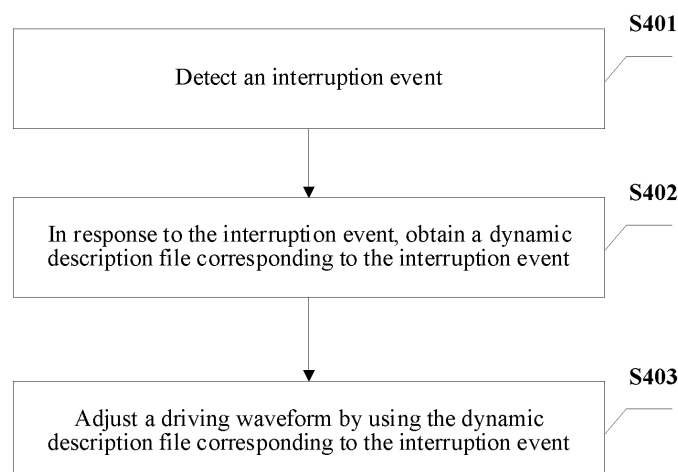 S401
Detect an interruption event
S402
In response to the interruption event, obtain a dynamic
description file corresponding to the interruption event
S403
Adjust a driving waveform by using the dynamic
description file corresponding to the interruption event